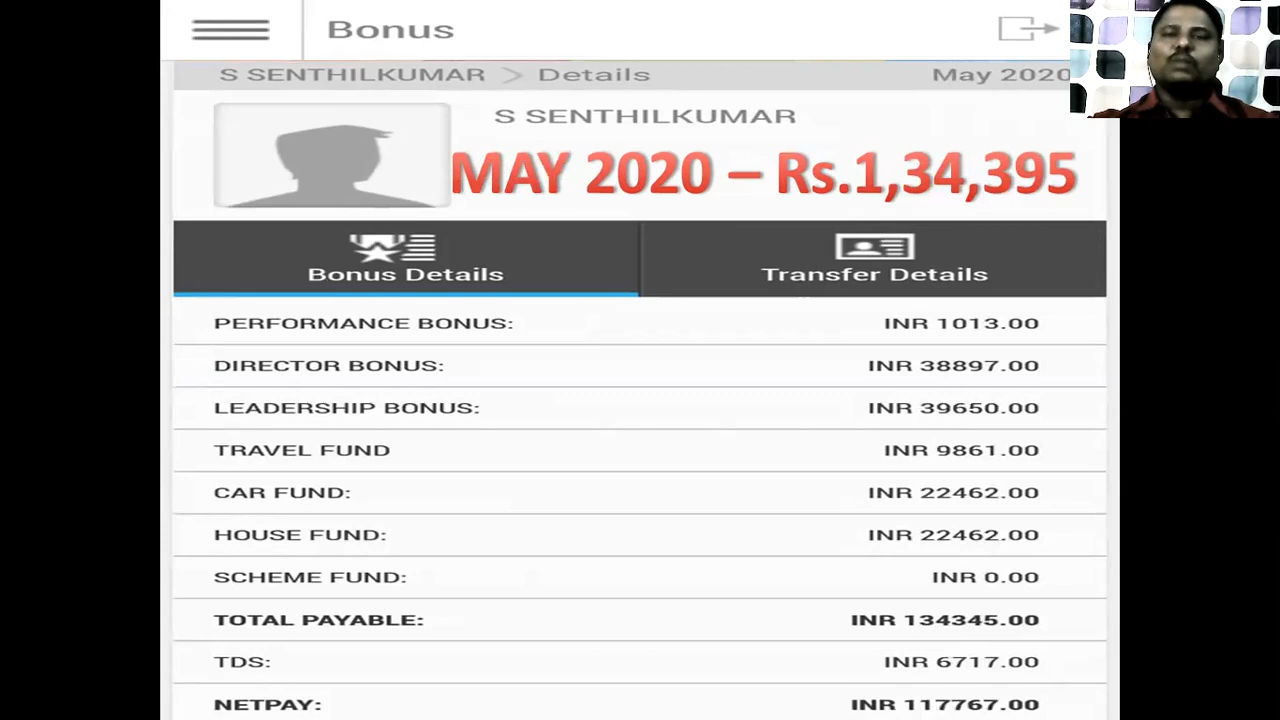 Bonus
S SENTHILKUMAR > Details May 2020
S SENTHILKUMAR
MAY 2020 – Rs.1,34,395
Bonus Details Transfer Details
PERFORMANCE BONUS: INR 1013.00
DIRECTOR BONUS: INR 38897.00
LEADERSHIP BONUS: INR 39650.00
TRAVEL FUND INR 9861.00
CAR FUND: INR 22462.00
HOUSE FUND: INR 22462.00
SCHEME FUND: INR 0.00
TOTAL PAYABLE: INR 134345.00
TDS: INR 6717.00
NETPAY: INR 117767.00